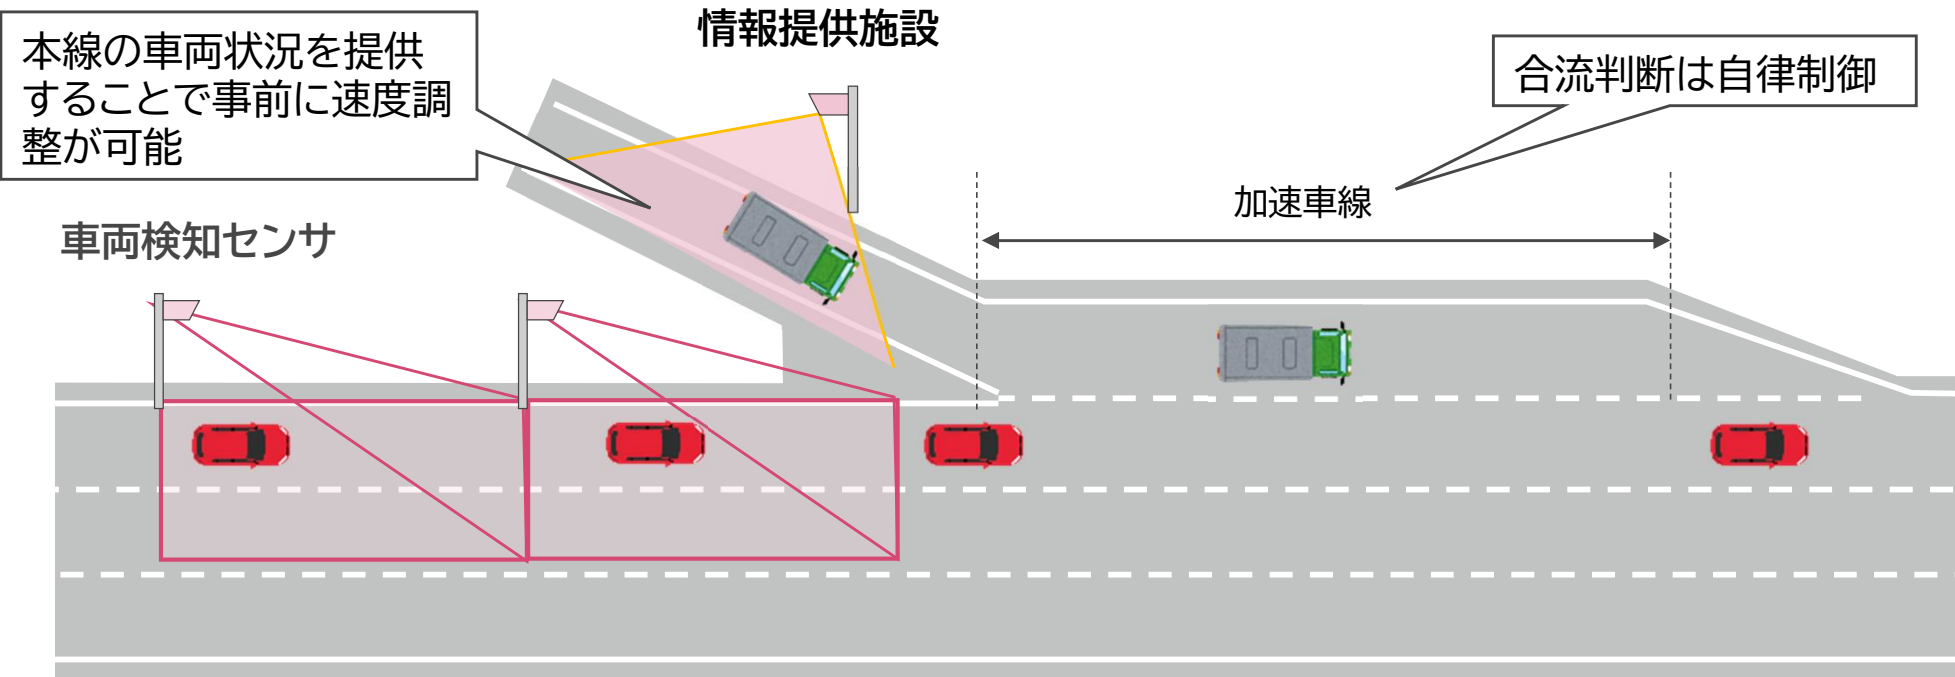 情報提供施設
本線の車両状況を提供
することで事前に速度調
整が可能
合流判断は自律制御
加速車線
車両検知センサ